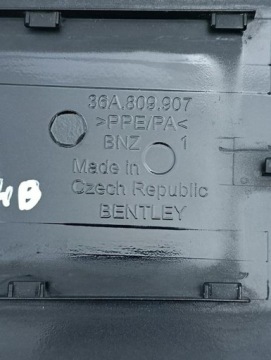 36A.809.907
>PPE/PA<
BNZ 1
Made in
Czech Republic
BENTLEY